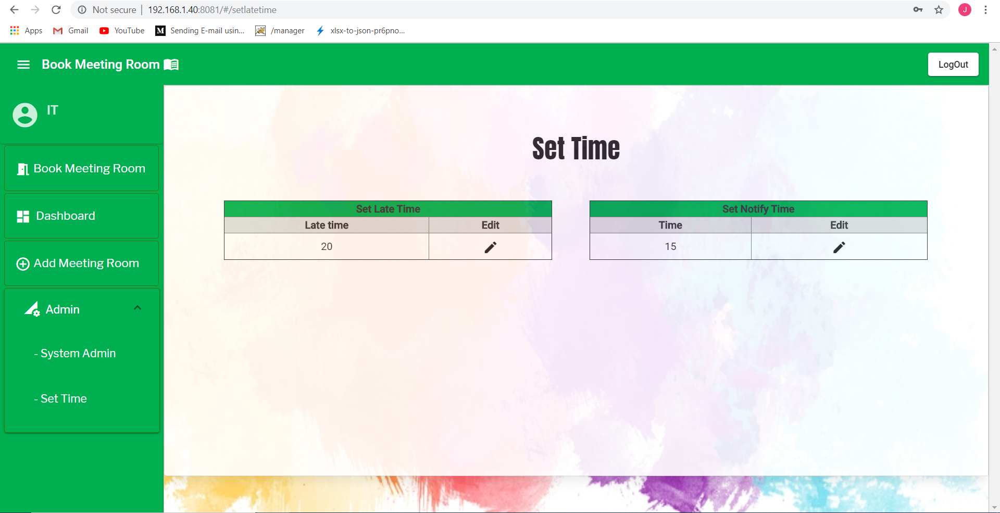 Not secure | 192.168.1.40:8081/#/setlatetime
J
Apps Gmail YouTube M Sending E-mail usin... /manager xlsx-to-json-pr6pno...
Book Meeting Room
LogOut
IT
Book Meeting Room
Dashboard
Add Meeting Room
Admin
- System Admin
- Set Time
Set Time
Set Late Time
Late time Edit
20
Set Notify Time
Time Edit
15